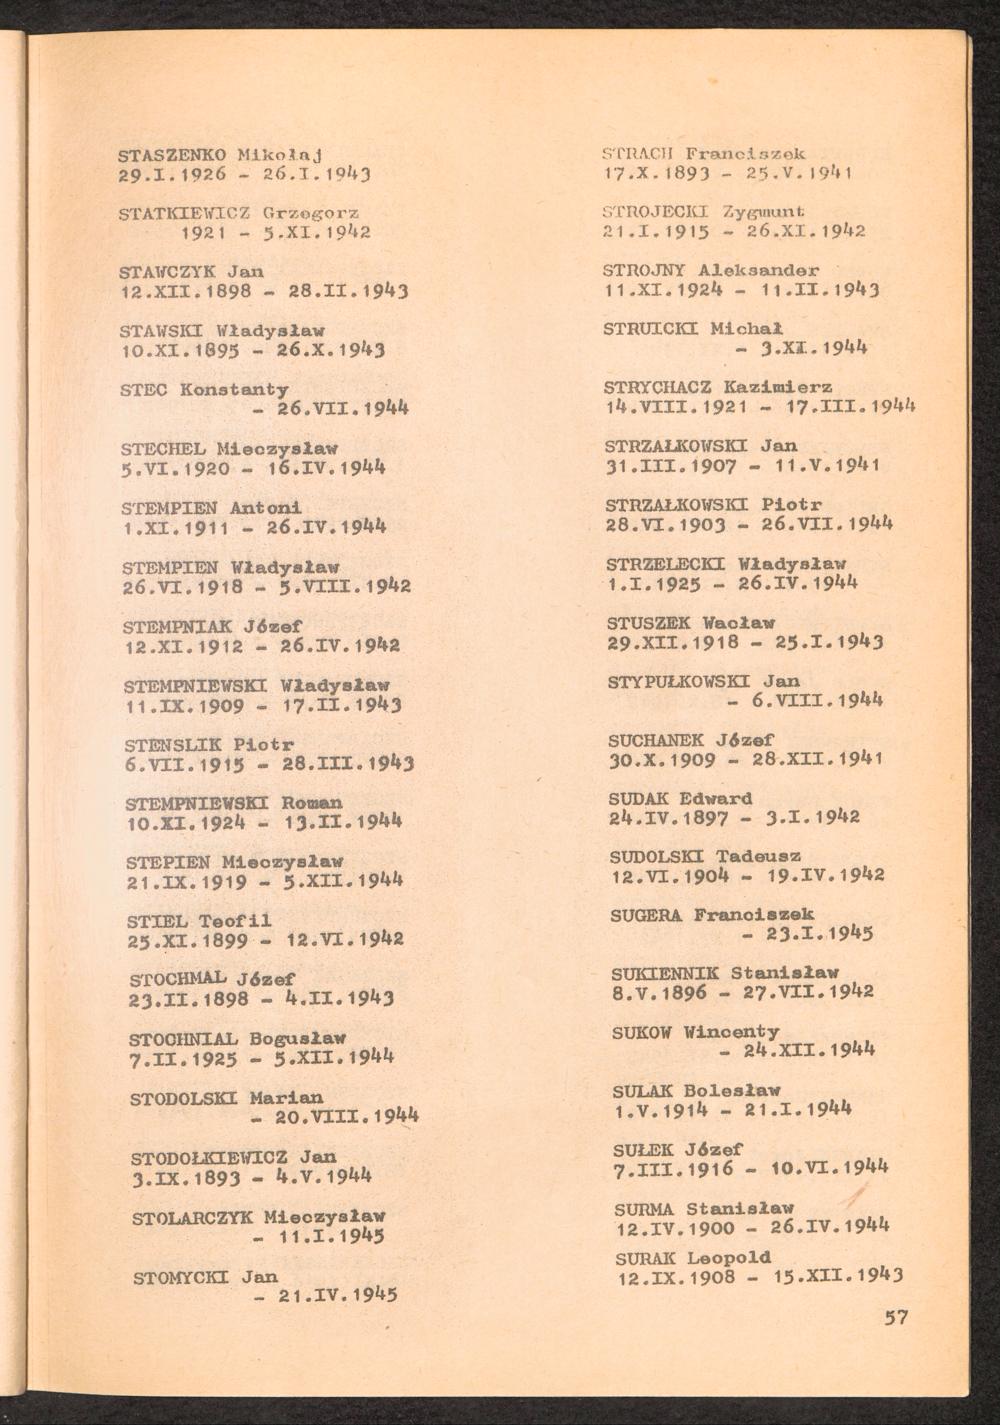 STASZENKO Mikołaj
29.I.1926 - 26.I.1943
STATKIEWICZ Grzegorz
1921 - 5.XI.1942
STAWCZYK Jan
12.XII.1898 - 28.II.1943
STAWSKI Władysław
10.XI.1895 - 26.X.1943
STEC Konstanty
- 26.VII.1944
STECHEL Mieczysław
5.VI.1920 - 16.IV.1944
STEMPIEN Antoni
1.XI.1911 - 26.IV.1944
STEMPIEN Władysław
26.VI.1918 - 5.VIII.1942
STEMPNIAK Józef
12.XI.1912 - 26.IV.1942
STEMPNIEWSKI Władysław
11.IX.1909 - 17.II.1943
STENSLIK Piotr
6.VII.1915 - 28.III.1943
STEMPNIEWSKI Roman
10.XI.1924 - 13.II.1944
STEPIEN Mieczysław
21.IX.1919 - 5.XII.1944
STIEL Teofil
25.XI.1899 - 12.VI.1942
STOCHMAL Józef
23.II.1898 - 4.II.1943
STOCHNIAL Bogusław
7.II.1925 - 5.XII.1944
STODOLSKI Marian
- 20.VIII.1944
STODOŁKIEWICZ Jan
3.IX.1893 - 4.V.1944
STOLARCZYK Mieczysław
- 11.I.1945
STOMYCKI Jan
- 21.IV.1945
STRACH Franciszek
17.X.1893 - 25.V.1941
STROJECKI Zygmunt
21.I.1915 - 26.XI.1942
STROJNY Aleksander
11.XI.1924 - 11.II.1943
STRUICKI Michał
- 3.XI.1944
STRYCHACZ Kazimierz
14.VIII.1921 - 17.III.1944
STRZAŁKOWSKI Jan
31.III.1907 - 11.V.1941
STRZAŁKOWSKI Piotr
28.VI.1903 - 26.VII.1944
STRZELECKI Władysław
1.I.1925 - 26.IV.1944
STUSZEK Wacław
29.XII.1918 - 25.I.1943
STYPUŁKOWSKI Jan
- 6.VIII.1944
SUCHANEK Józef
30.X.1909 - 28.XII.1941
SUDAK Edward
24.IV.1897 - 3.I.1942
SUDOLSKI Tadeusz
12.VI.1904 - 19.IV.1942
SUGERA Franciszek
- 23.I.1945
SUKIENNIK Stanisław
8.V.1896 - 27.VII.1942
SUKOW Wincenty
- 24.XII.1944
SULAK Bolesław
1.V.1914 - 21.I.1944
SUŁEK Józef
7.III.1916 - 10.VI.1944
SURMA Stanisław
12.IV.1900 - 26.IV.1944
SURAK Leopold
12.IX.1908 - 15.XII.1943
57